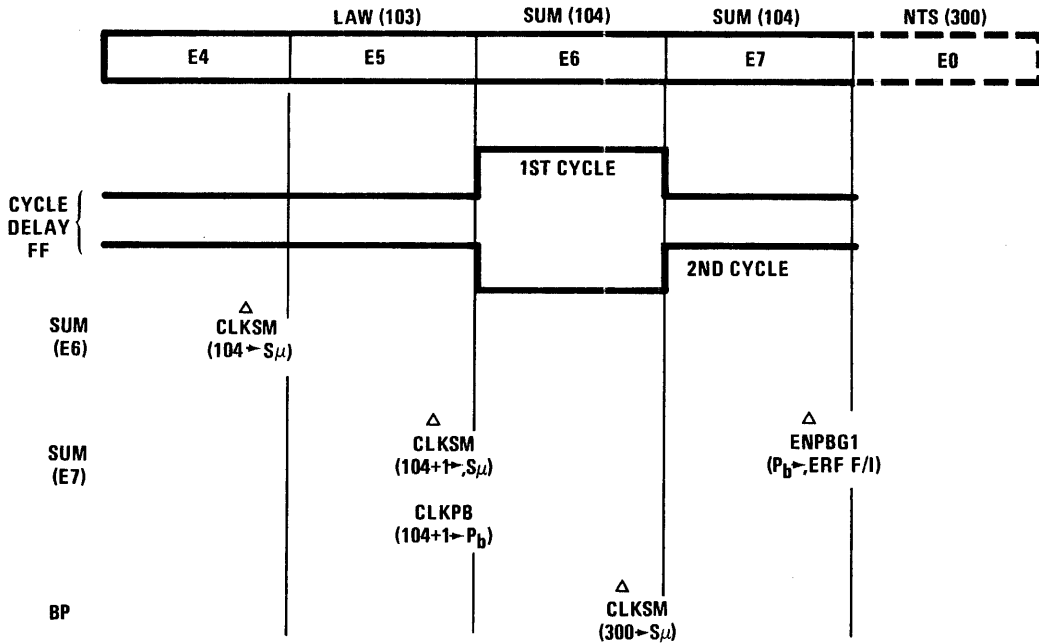 LAW (103) SUM (104) SUM (104) NTS (300)
E4 E5 E6 E7 E0
1ST CYCLE
CYCLE
DELAY
FF
2ND CYCLE
SUM
(E6)
△
CLKSM
(104→Sμ)
SUM
(E7)
△
CLKSM
(104+1→,Sμ)
CLKPB
(104+1→Pb)
△
ENPBG1
(Pb→,ERF F/I)
BP
△
CLKSM
(300→Sμ)